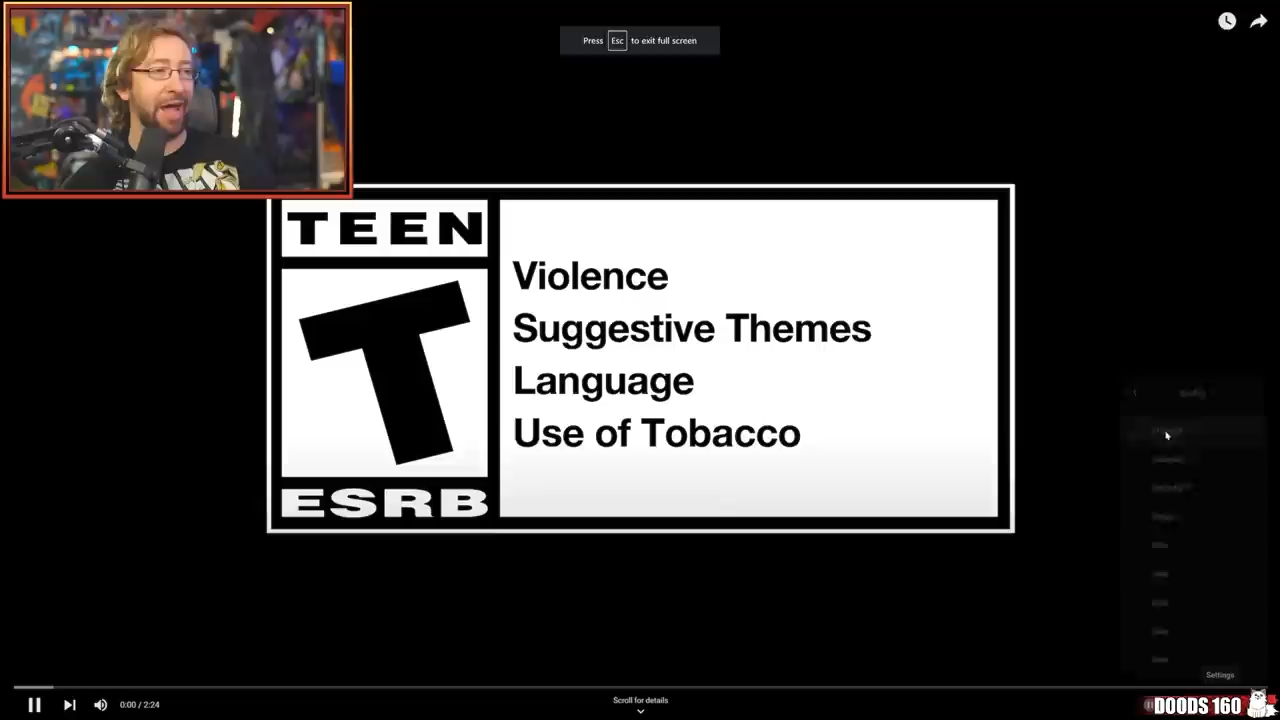 Press Esc to exit full screen
TEEN
T
ESRB
Violence
Suggestive Themes
Language
Use of Tobacco
Settings
0:00 / 2:24
Scroll for details
DOODS 160